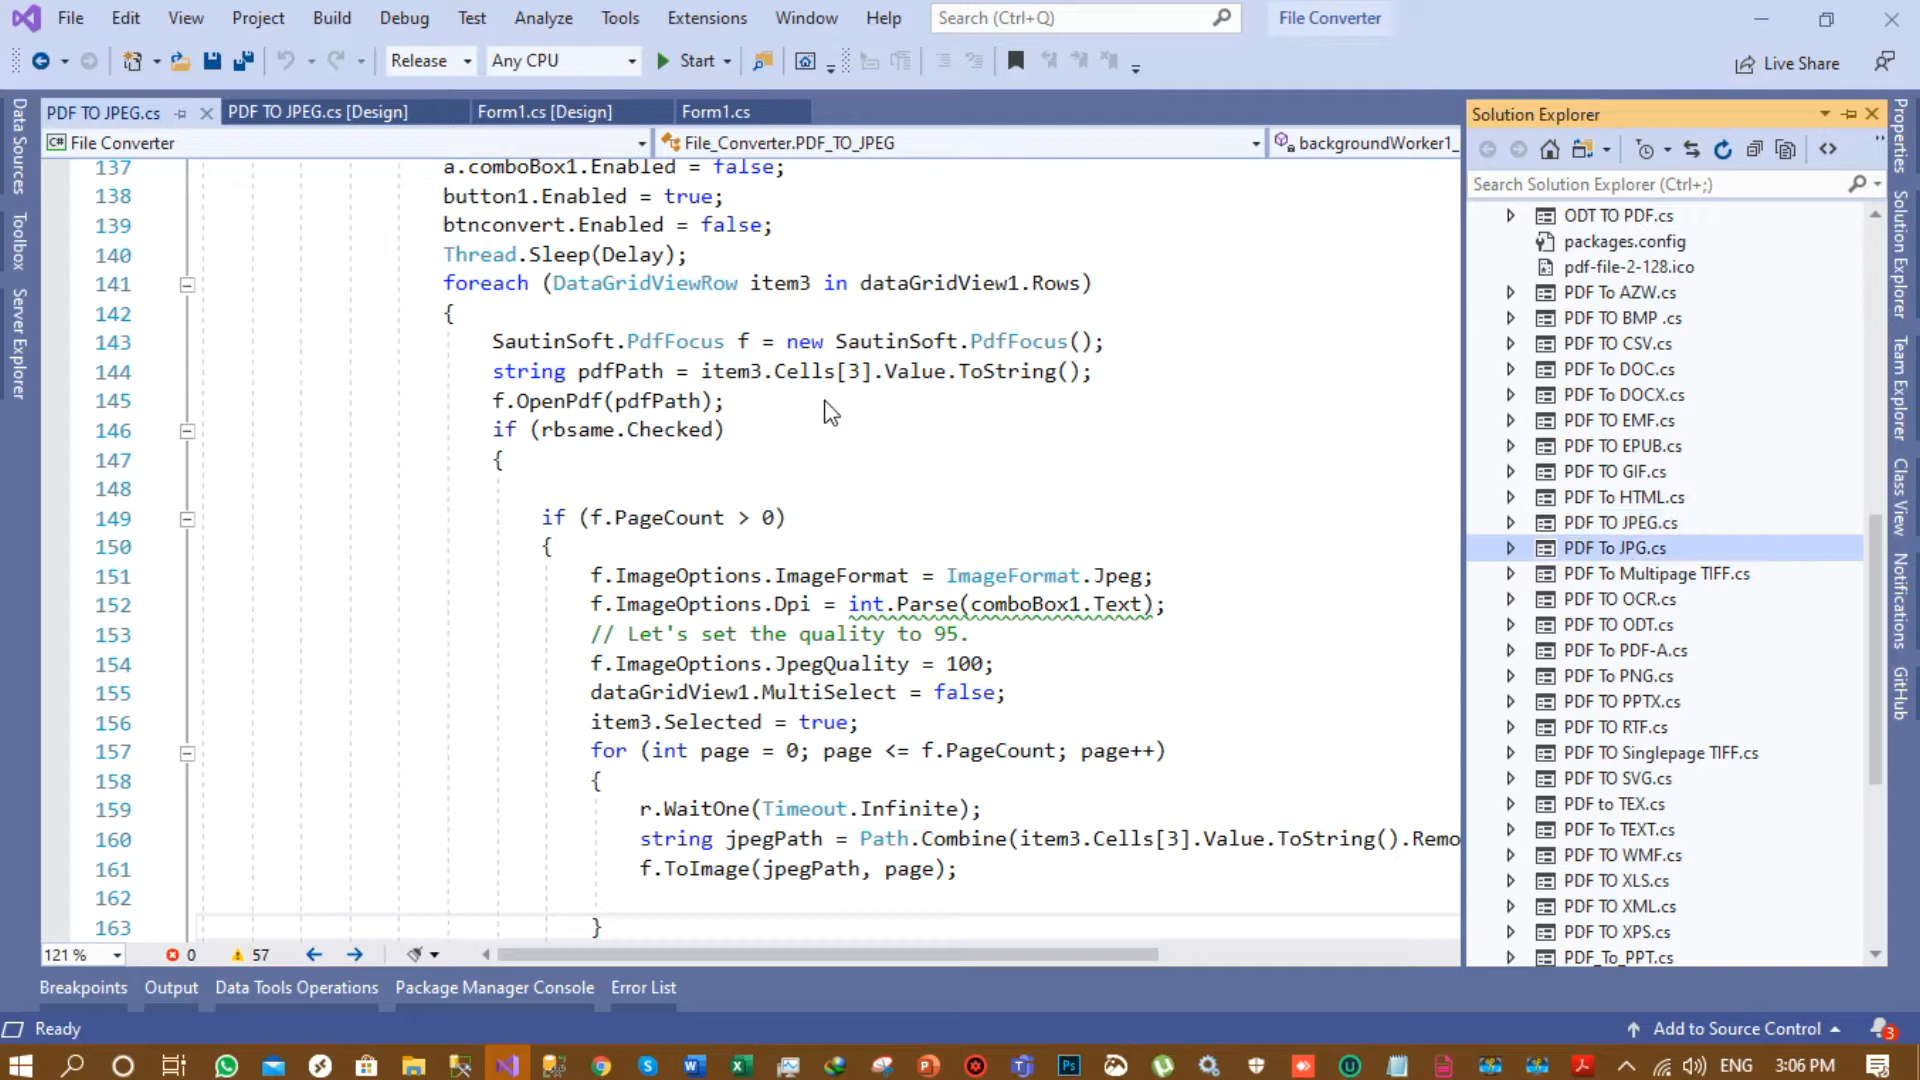 File Edit View Project Build Debug Test Analyze Tools Extensions Window Help Search (Ctrl+Q) File Converter
Release Any CPU Start Live Share
PDF TO JPEG.cs PDF TO JPEG.cs [Design] Form1.cs [Design] Form1.cs
C# File Converter File_Converter.PDF_TO_JPEG backgroundWorker1_
137 a.comboBox1.Enabled = false;
138 button1.Enabled = true;
139 btnconvert.Enabled = false;
140 Thread.Sleep(Delay);
141 foreach (DataGridViewRow item3 in dataGridView1.Rows)
142 {
143 SautinSoft.PdfFocus f = new SautinSoft.PdfFocus();
144 string pdfPath = item3.Cells[3].Value.ToString();
145 f.OpenPdf(pdfPath);
146 if (rbsame.Checked)
147 {
148
149 if (f.PageCount > 0)
150 {
151 f.ImageOptions.ImageFormat = ImageFormat.Jpeg;
152 f.ImageOptions.Dpi = int.Parse(comboBox1.Text);
153 // Let's set the quality to 95.
154 f.ImageOptions.JpegQuality = 100;
155 dataGridView1.MultiSelect = false;
156 item3.Selected = true;
157 for (int page = 0; page <= f.PageCount; page++)
158 {
159 r.WaitOne(Timeout.Infinite);
160 string jpegPath = Path.Combine(item3.Cells[3].Value.ToString().Remo
161 f.ToImage(jpegPath, page);
162
163 }
121 % 0 57
Data Sources
Toolbox
Server Explorer
Solution Explorer
Search Solution Explorer (Ctrl+;)
ODT TO PDF.cs
packages.config
pdf-file-2-128.ico
PDF To AZW.cs
PDF TO BMP .cs
PDF TO CSV.cs
PDF To DOC.cs
PDF To DOCX.cs
PDF TO EMF.cs
PDF TO EPUB.cs
PDF TO GIF.cs
PDF To HTML.cs
PDF TO JPEG.cs
PDF To JPG.cs
PDF To Multipage TIFF.cs
PDF TO OCR.cs
PDF TO ODT.cs
PDF To PDF-A.cs
PDF To PNG.cs
PDF TO PPTX.cs
PDF TO RTF.cs
PDF TO Singlepage TIFF.cs
PDF TO SVG.cs
PDF to TEX.cs
PDF To TEXT.cs
PDF TO WMF.cs
PDF TO XLS.cs
PDF TO XML.cs
PDF TO XPS.cs
PDF_To_PPT.cs
Properties
Solution Explorer
Team Explorer
Class View
Notifications
GitHub
Breakpoints Output Data Tools Operations Package Manager Console Error List
Ready Add to Source Control 3
ENG 3:06 PM